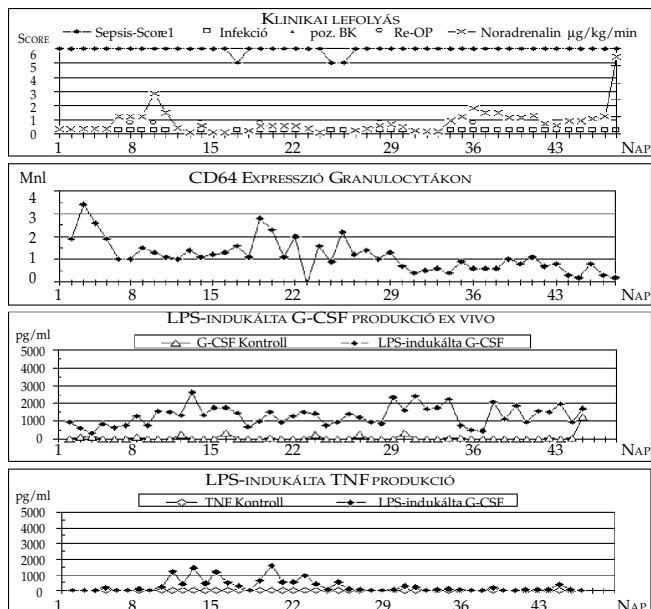 KLINIKAI LEFOLYÁS
SCORE
Sepsis-Score1 Infekció poz. BK Re-OP Noradrenalin µg/kg/min
6
5
4
3
2
1
0
1 8 15 22 29 36 43 NAP
CD64 EXPRESSZIÓ GRANULOCYTÁKON
Mnl
4
3
2
1
0
1 8 15 22 29 36 43 NAP
LPS-INDUKÁLTA G-CSF PRODUKCIÓ EX VIVO
pg/ml
G-CSF Kontroll LPS-indukálta G-CSF
5000
4000
3000
2000
1000
0
1 8 15 22 29 36 43 NAP
LPS-INDUKÁLTA TNF PRODUKCIÓ
pg/ml
TNF Kontroll LPS-indukálta G-CSF
5000
4000
3000
2000
1000
0
1 8 15 22 29 36 43 NAP